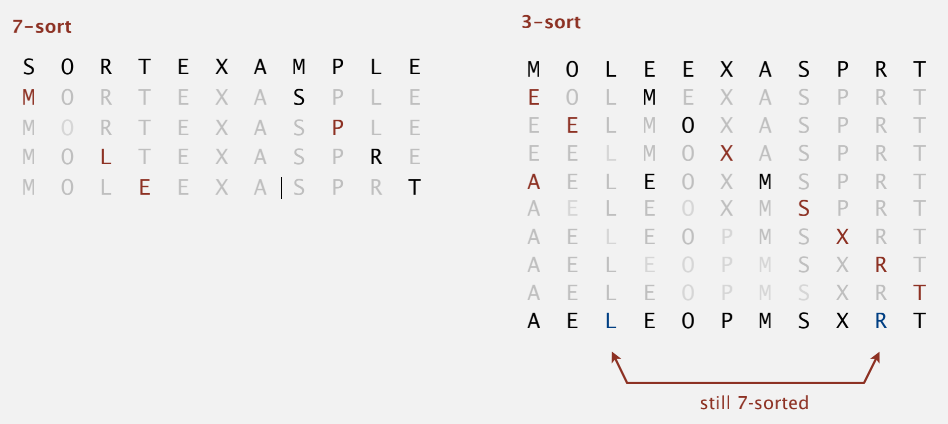 7-sort
S O R T E X A M P L E
M O R T E X A S P L E
M O R T E X A S P L E
M O L T E X A S P R E
M O L E E X A S P R T
3-sort
M O L E E X A S P R T
E O L M E X A S P R T
E E L M O X A S P R T
E E L M O X A S P R T
A E L E O X M S P R T
A E L E O X M S P R T
A E L E O P M S X R T
A E L E O P M S X R T
A E L E O P M S X R T
A E L E O P M S X R T
still 7-sorted